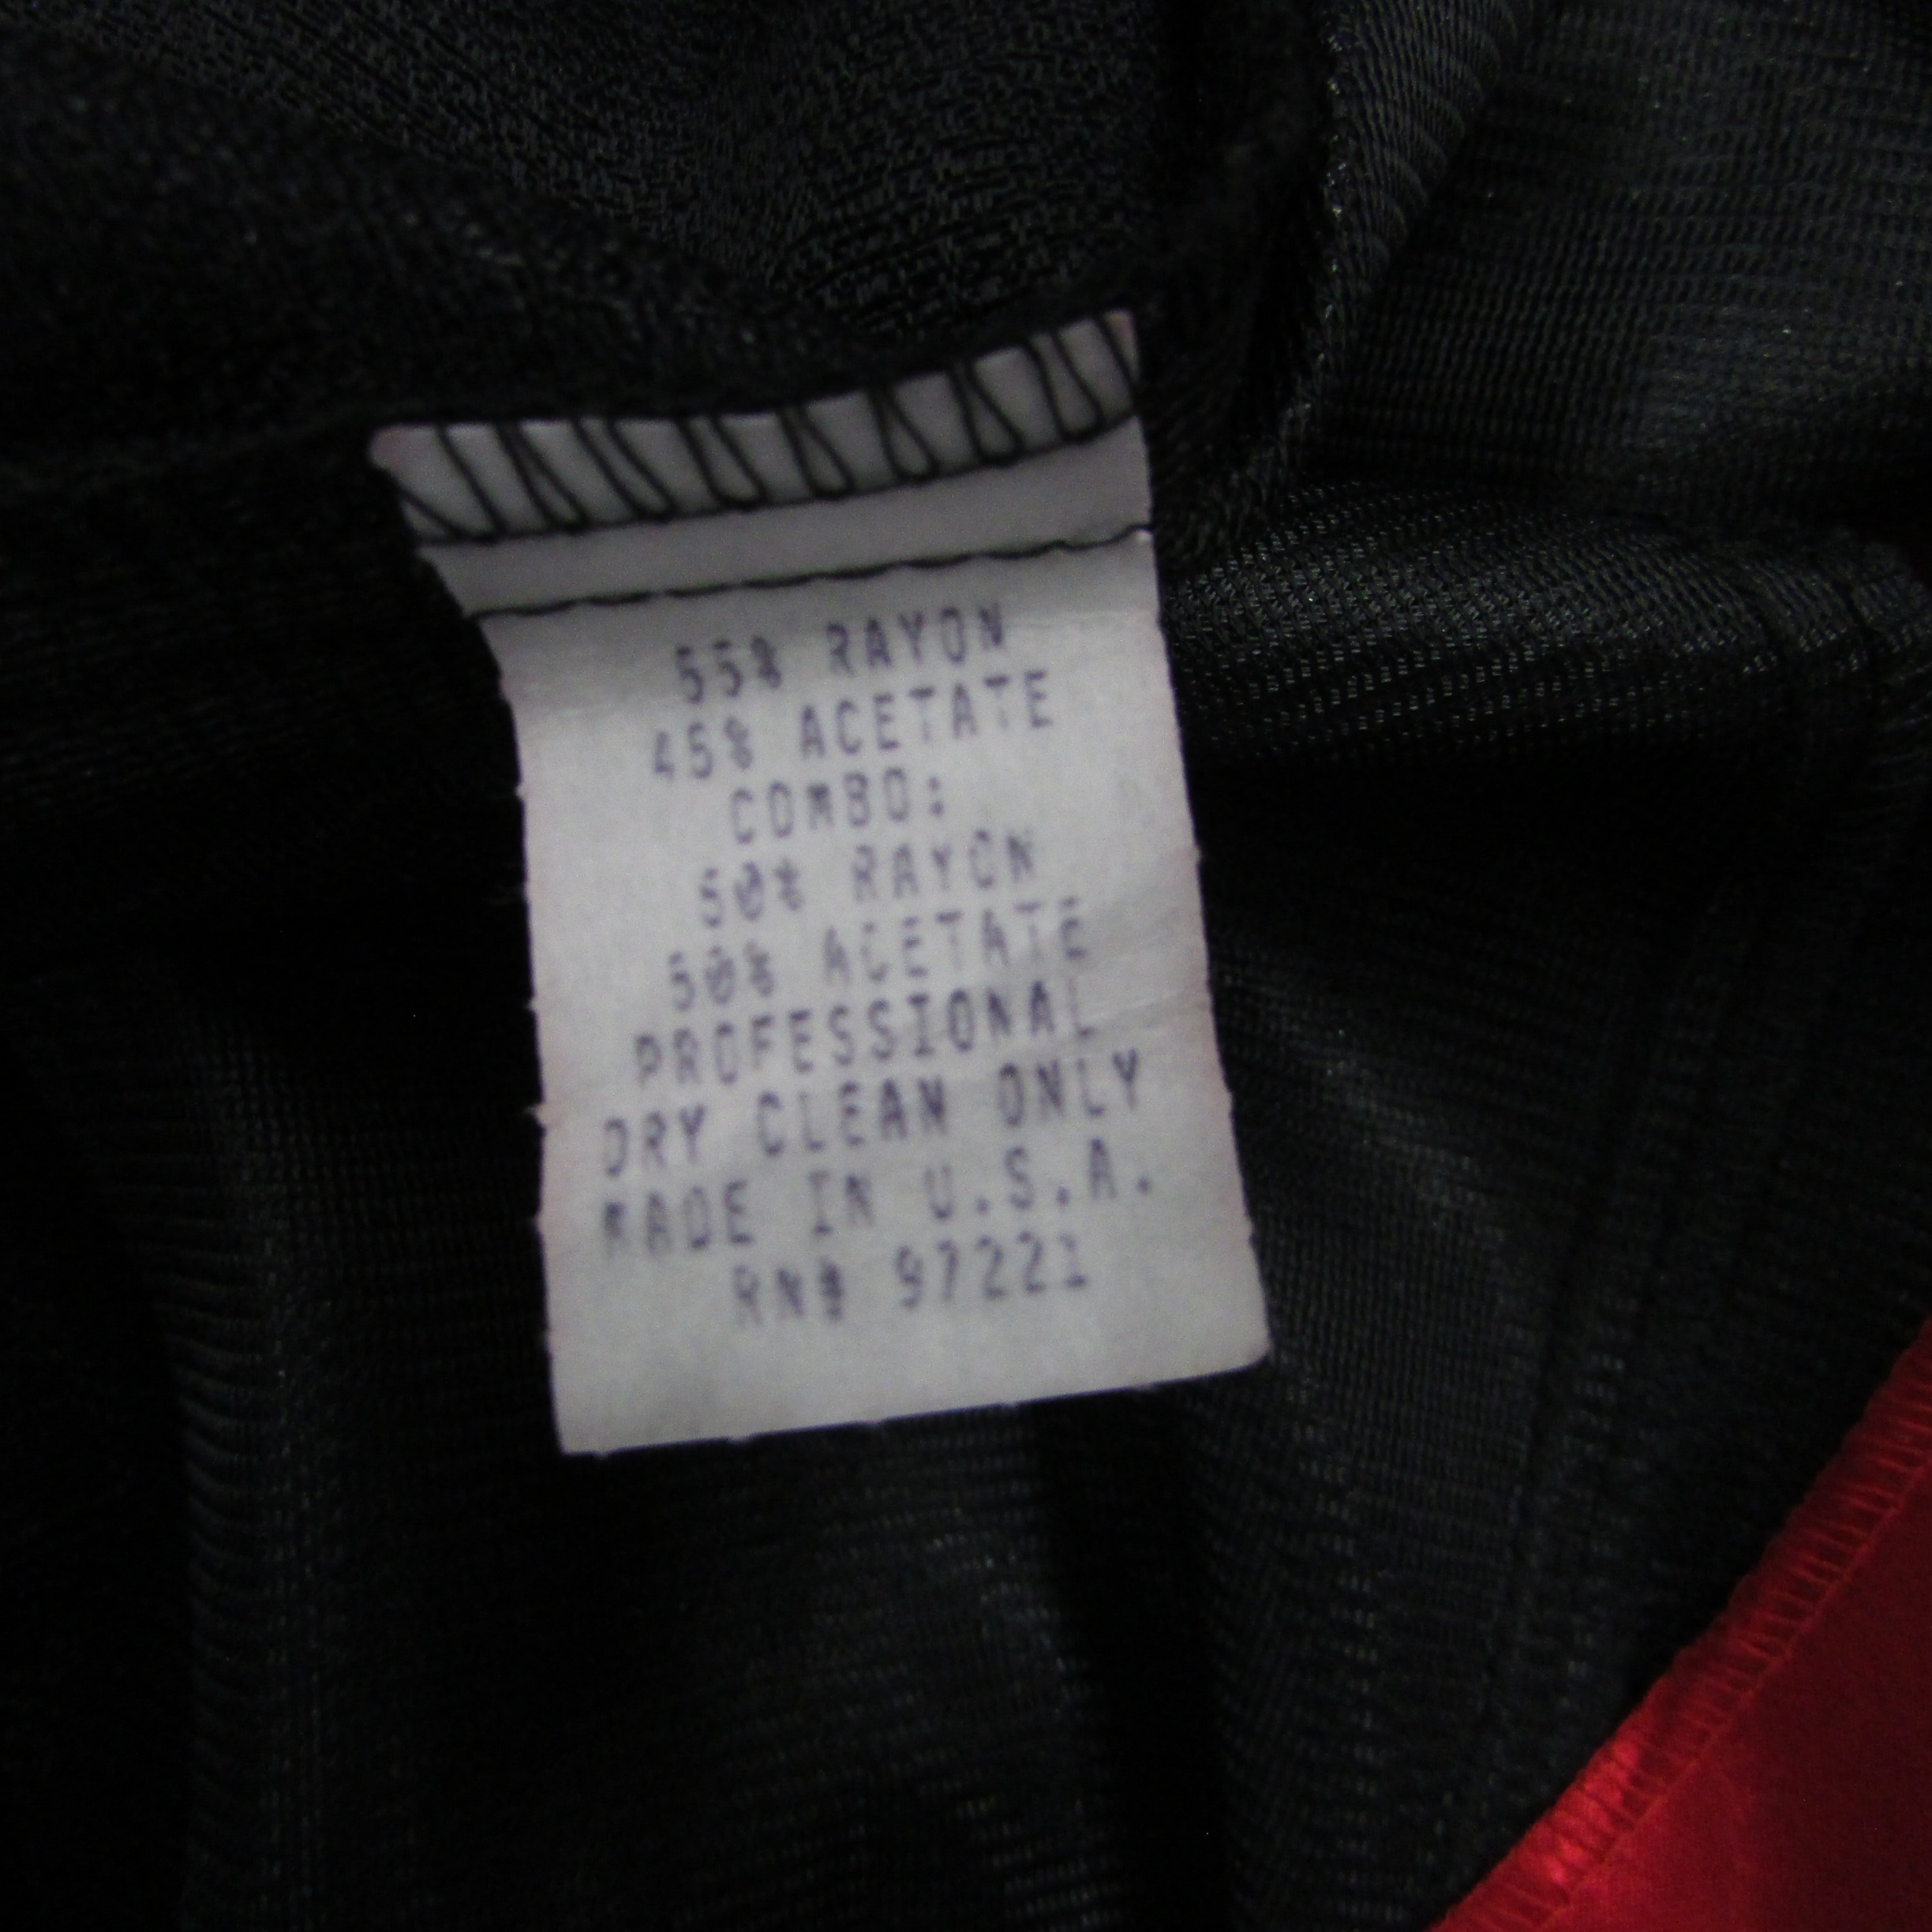 55% RAYON
45% ACETATE
COMBO:
50% RAYON
50% ACETATE
PROFESSIONAL
DRY CLEAN ONLY
MADE IN U.S.A.
RN# 97221